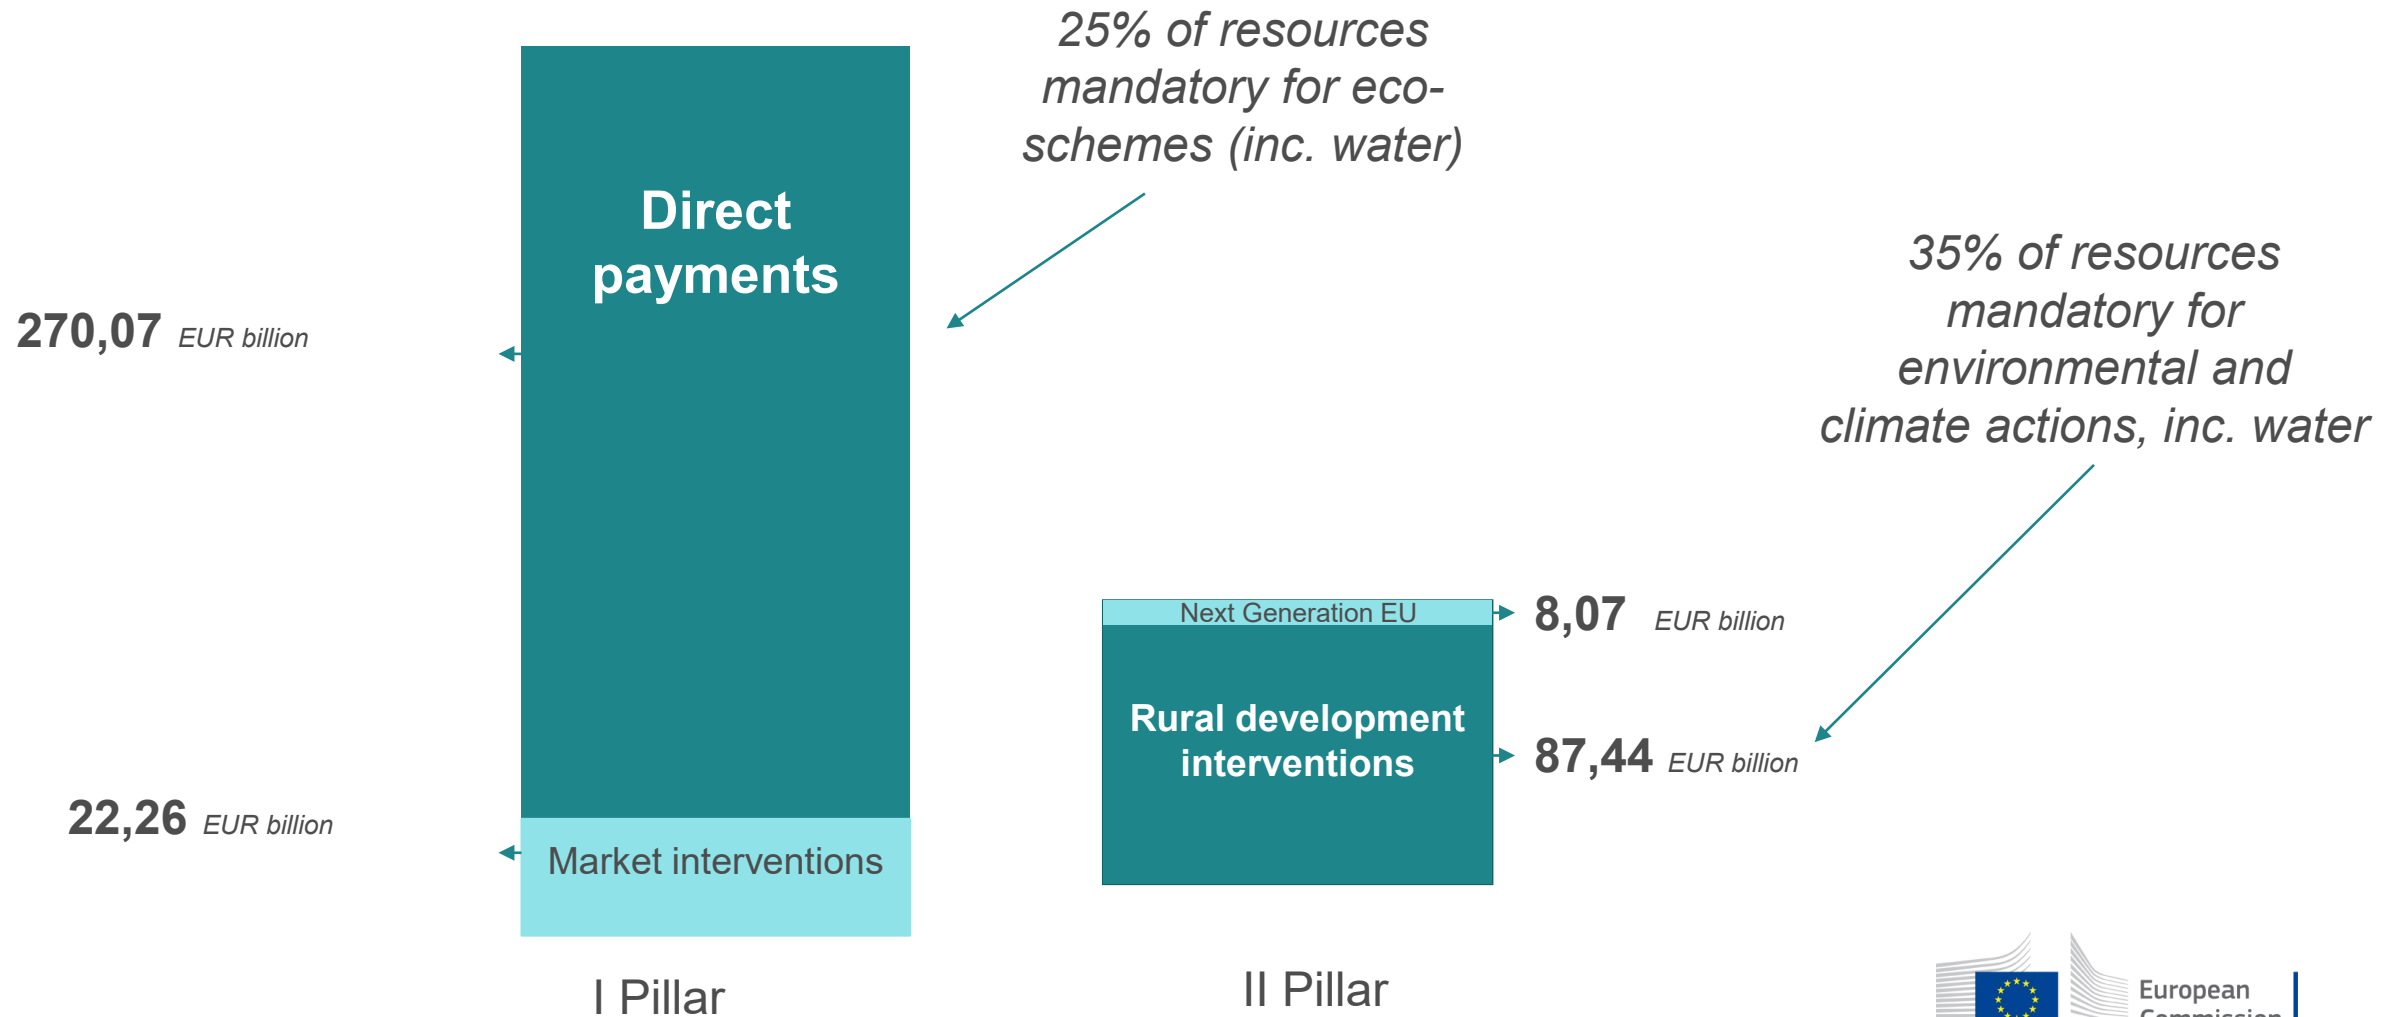 25% of resources
mandatory for eco-
schemes (inc. water)
Direct
payments
35% of resources
mandatory for
environmental and
climate actions, inc. water
270,07 EUR billion
Next Generation EU
8,07 EUR billion
Rural development
interventions
87,44 EUR billion
22,26 EUR billion
Market interventions
I Pillar
II Pillar
European
Commission